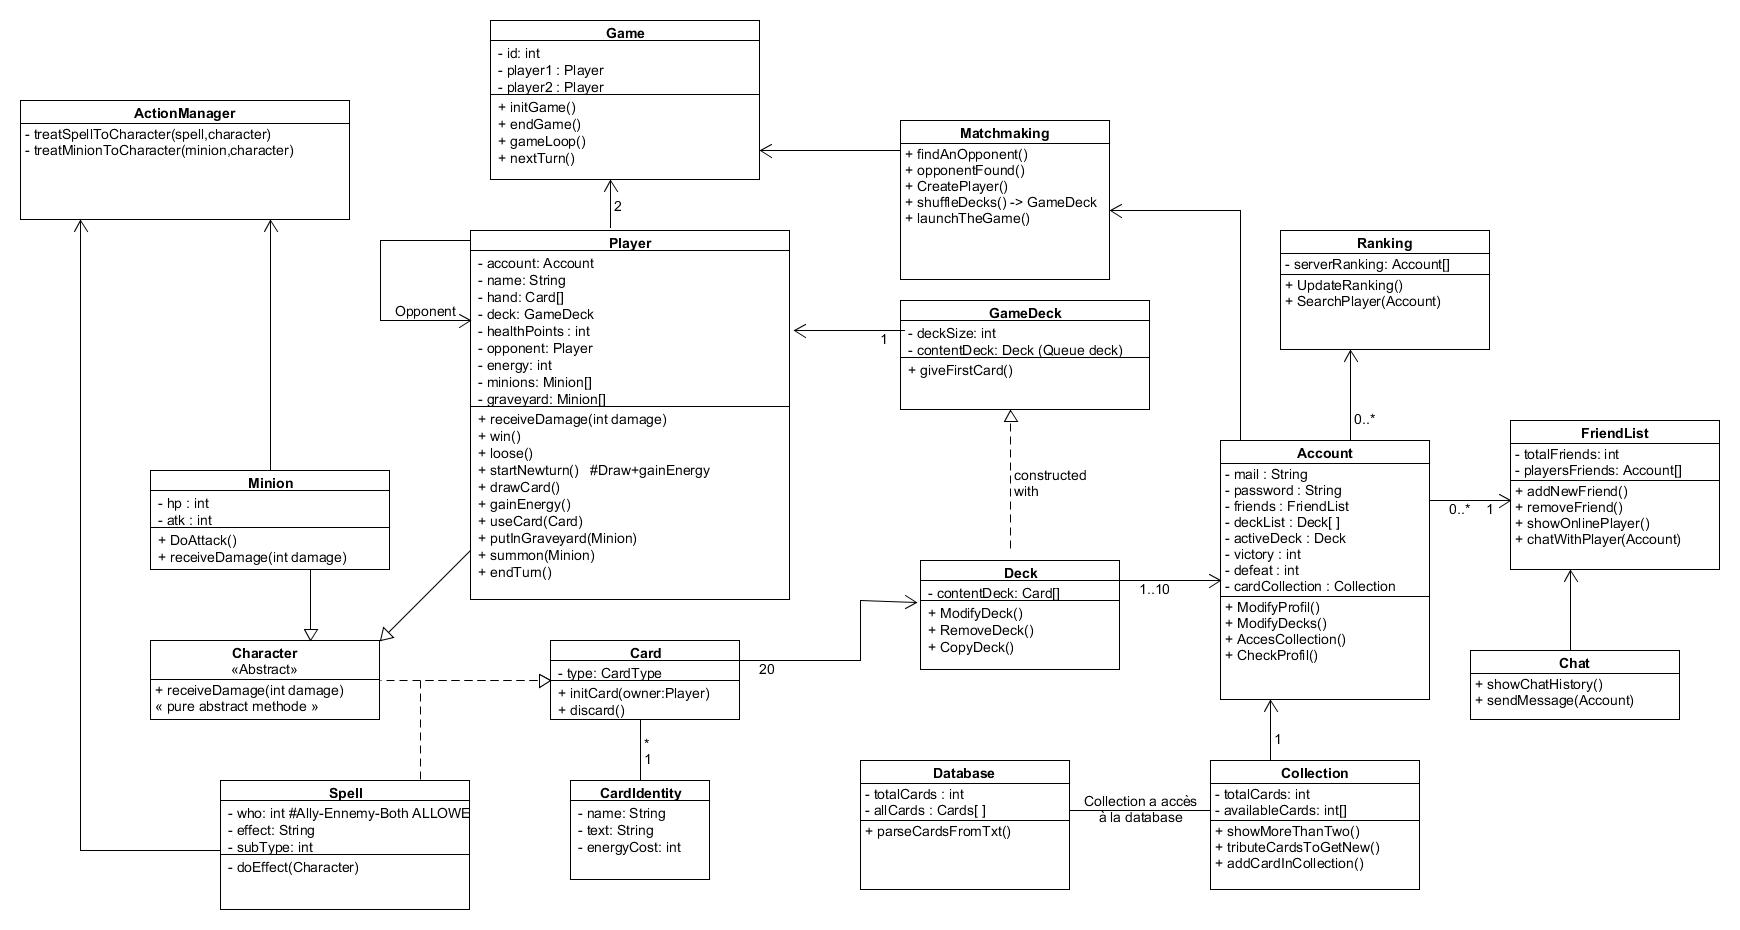 Game
- id: int
- player1 : Player
- player2 : Player
+ initGame()
+ endGame()
+ gameLoop()
+ nextTurn()
ActionManager
- treatSpellToCharacter(spell,character)
- treatMinionToCharacter(minion,character)
Matchmaking
+ findAnOpponent()
+ opponentFound()
+ CreatePlayer()
+ shuffleDecks() -> GameDeck
+ launchTheGame()
2
Player
- account: Account
- name: String
- hand: Card[]
- deck: GameDeck
- healthPoints : int
- opponent: Player
- energy: int
- minions: Minion[]
- graveyard: Minion[]
+ receiveDamage(int damage)
+ win()
+ loose()
+ startNewturn()   #Draw+gainEnergy
+ drawCard()
+ gainEnergy()
+ useCard(Card)
+ putInGraveyard(Minion)
+ summon(Minion)
+ endTurn()
Opponent
Ranking
- serverRanking: Account[]
+ UpdateRanking()
+ SearchPlayer(Account)
GameDeck
- deckSize: int
- contentDeck: Deck (Queue deck)
+ giveFirstCard()
1
0..*
FriendList
- totalFriends: int
- playersFriends: Account[]
+ addNewFriend()
+ removeFriend()
+ showOnlinePlayer()
+ chatWithPlayer(Account)
Account
- mail : String
- password : String
- friends : FriendList
- deckList : Deck[ ]
- activeDeck : Deck
- victory : int
- defeat : int
- cardCollection : Collection
+ ModifyProfil()
+ ModifyDecks()
+ AccesCollection()
+ CheckProfil()
0..*
1
constructed
with
Minion
- hp : int
- atk : int
+ DoAttack()
+ receiveDamage(int damage)
Deck
- contentDeck: Card[]
+ ModifyDeck()
+ RemoveDeck()
+ CopyDeck()
1..10
Character
«Abstract»
+ receiveDamage(int damage)
« pure abstract methode »
Card
- type: CardType
+ initCard(owner:Player)
+ discard()
20
Chat
+ showChatHistory()
+ sendMessage(Account)
*
1
1
Spell
- who: int #Ally-Ennemy-Both ALLOWE
- effect: String
- subType: int
- doEffect(Character)
CardIdentity
- name: String
- text: String
- energyCost: int
Database
- totalCards : int
- allCards : Cards[ ]
+ parseCardsFromTxt()
Collection a accès
à la database
Collection
- totalCards: int
- availableCards: int[]
+ showMoreThanTwo()
+ tributeCardsToGetNew()
+ addCardInCollection()